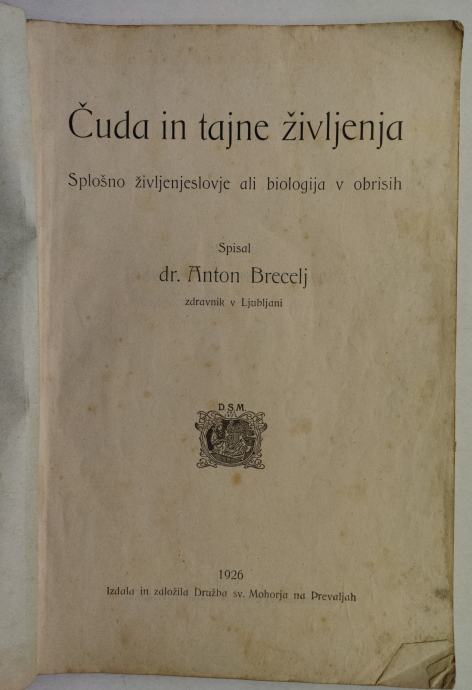 Čuda in tajne življenja
Splošno življenjeslovje ali biologija v obrisih
Spisal
dr. Anton Brecelj
zdravnik v Ljubljani
D.S.M.
1926
Izdala in založila Družba sv. Mohorja na Prevaljah